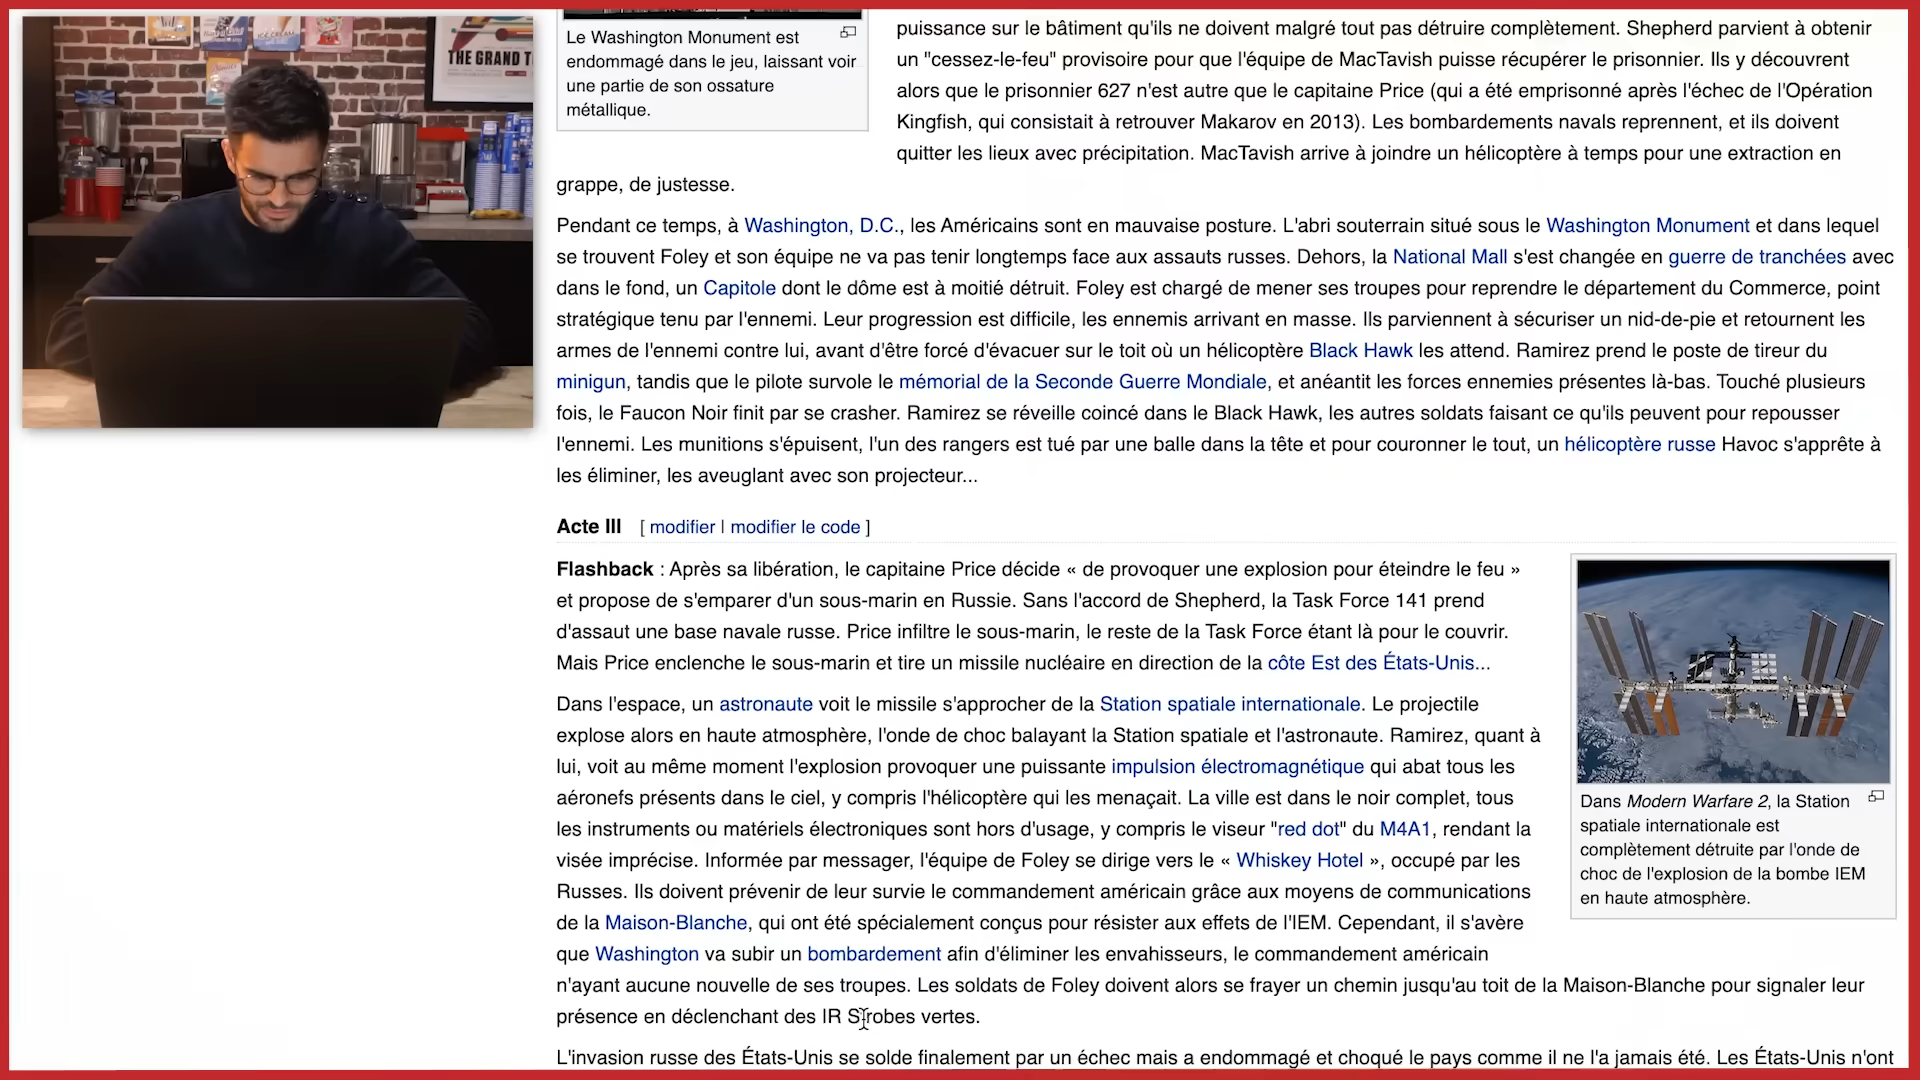 ICE CREAM
THE GRAND T
Le Washington Monument est
endommagé dans le jeu, laissant voir
une partie de son ossature
métallique.
puissance sur le bâtiment qu'ils ne doivent malgré tout pas détruire complètement. Shepherd parvient à obtenir
un "cessez-le-feu" provisoire pour que l'équipe de MacTavish puisse récupérer le prisonnier. Ils y découvrent
alors que le prisonnier 627 n'est autre que le capitaine Price (qui a été emprisonné après l'échec de l'Opération
Kingfish, qui consistait à retrouver Makarov en 2013). Les bombardements navals reprennent, et ils doivent
quitter les lieux avec précipitation. MacTavish arrive à joindre un hélicoptère à temps pour une extraction en
grappe, de justesse.
Pendant ce temps, à Washington, D.C., les Américains sont en mauvaise posture. L'abri souterrain situé sous le Washington Monument et dans lequel
se trouvent Foley et son équipe ne va pas tenir longtemps face aux assauts russes. Dehors, la National Mall s'est changée en guerre de tranchées avec
dans le fond, un Capitole dont le dôme est à moitié détruit. Foley est chargé de mener ses troupes pour reprendre le département du Commerce, point
stratégique tenu par l'ennemi. Leur progression est difficile, les ennemis arrivant en masse. Ils parviennent à sécuriser un nid-de-pie et retournent les
armes de l'ennemi contre lui, avant d'être forcé d'évacuer sur le toit où un hélicoptère Black Hawk les attend. Ramirez prend le poste de tireur du
minigun, tandis que le pilote survole le mémorial de la Seconde Guerre Mondiale, et anéantit les forces ennemies présentes là-bas. Touché plusieurs
fois, le Faucon Noir finit par se crasher. Ramirez se réveille coincé dans le Black Hawk, les autres soldats faisant ce qu'ils peuvent pour repousser
l'ennemi. Les munitions s'épuisent, l'un des rangers est tué par une balle dans la tête et pour couronner le tout, un hélicoptère russe Havoc s'apprête à
les éliminer, les aveuglant avec son projecteur...
Acte III [ modifier | modifier le code ]
Flashback : Après sa libération, le capitaine Price décide « de provoquer une explosion pour éteindre le feu »
et propose de s'emparer d'un sous-marin en Russie. Sans l'accord de Shepherd, la Task Force 141 prend
d'assaut une base navale russe. Price infiltre le sous-marin, le reste de la Task Force étant là pour le couvrir.
Mais Price enclenche le sous-marin et tire un missile nucléaire en direction de la côte Est des États-Unis...
Dans l'espace, un astronaute voit le missile s'approcher de la Station spatiale internationale. Le projectile
explose alors en haute atmosphère, l'onde de choc balayant la Station spatiale et l'astronaute. Ramirez, quant à
lui, voit au même moment l'explosion provoquer une puissante impulsion électromagnétique qui abat tous les
aéronefs présents dans le ciel, y compris l'hélicoptère qui les menaçait. La ville est dans le noir complet, tous
les instruments ou matériels électroniques sont hors d'usage, y compris le viseur "red dot" du M4A1, rendant la
visée imprécise. Informée par messager, l'équipe de Foley se dirige vers le « Whiskey Hotel », occupé par les
Russes. Ils doivent prévenir de leur survie le commandement américain grâce aux moyens de communications
de la Maison-Blanche, qui ont été spécialement conçus pour résister aux effets de l'IEM. Cependant, il s'avère
que Washington va subir un bombardement afin d'éliminer les envahisseurs, le commandement américain
n'ayant aucune nouvelle de ses troupes. Les soldats de Foley doivent alors se frayer un chemin jusqu'au toit de la Maison-Blanche pour signaler leur
présence en déclenchant des IR Strobes vertes.
Dans Modern Warfare 2, la Station
spatiale internationale est
complètement détruite par l'onde de
choc de l'explosion de la bombe IEM
en haute atmosphère.
L'invasion russe des États-Unis se solde finalement par un échec mais a endommagé et choqué le pays comme il ne l'a jamais été. Les États-Unis n'ont